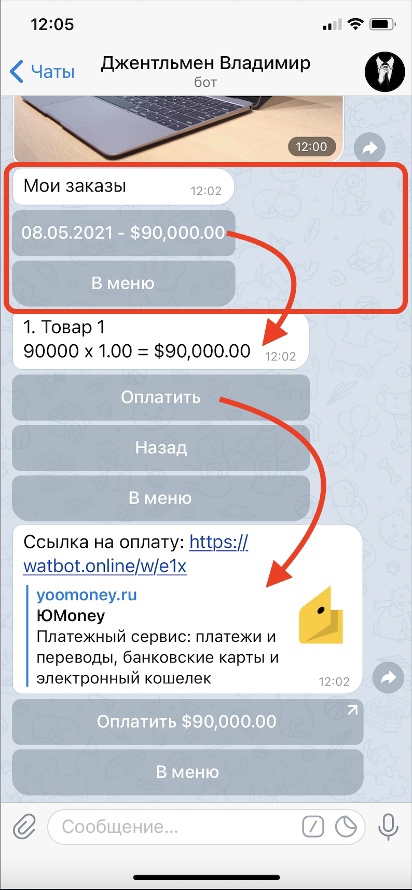 12:05
Чаты
Джентльмен Владимир
бот
12:00
Мои заказы
12:02
08.05.2021 - $90,000.00
В меню
1. Товар 1
90000 x 1.00 = $90,000.00
12:02
Оплатить
Назад
В меню
Ссылка на оплату: https://
watbot.online/w/e1x
yoomoney.ru
ЮMoney
Платежный сервис: платежи и
переводы, банковские карты и
электронный кошелек
12:02
Оплатить $90,000.00
В меню
Сообщение...